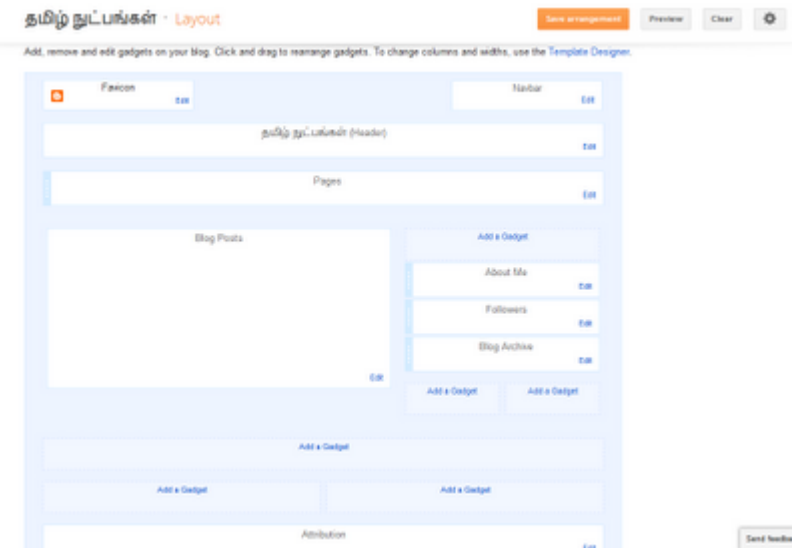 தமிழ் நுட்பங்கள் · Layout
Save arrangement Preview Clear
Add, remove and edit gadgets on your blog. Click and drag to rearrange gadgets. To change columns and widths, use the Template Designer.
Favicon
Edit
Navbar
Edit
தமிழ் நுட்பங்கள் (Header)
Edit
Pages
Edit
Blog Posts
Edit
Add a Gadget
About Me
Edit
Followers
Edit
Blog Archive
Edit
Add a Gadget Add a Gadget
Add a Gadget
Add a Gadget Add a Gadget
Attribution
Edit
Send feedba